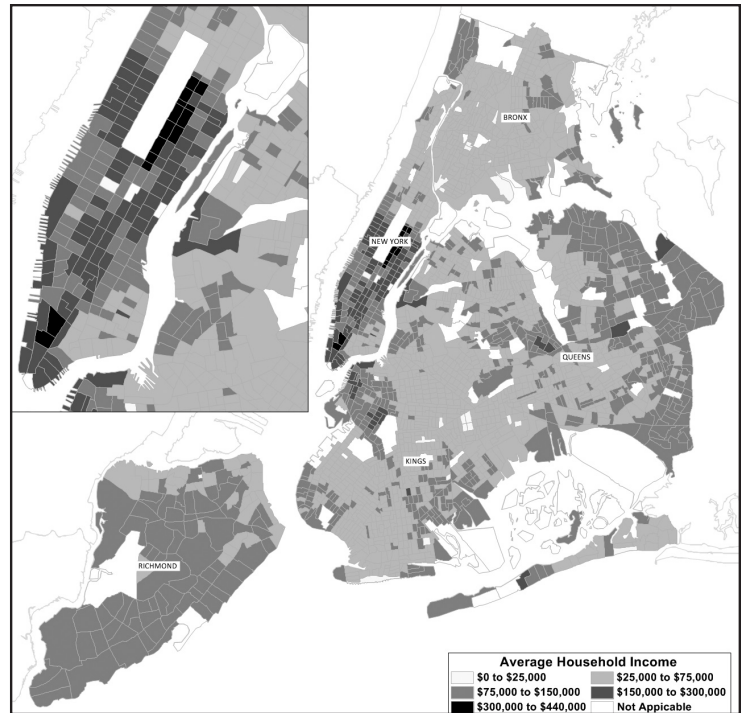 BRONX
NEW YORK
QUEENS
KINGS
RICHMOND
Average Household Income
$0 to $25,000
$25,000 to $75,000
$75,000 to $150,000
$150,000 to $300,000
$300,000 to $440,000
Not Appicable